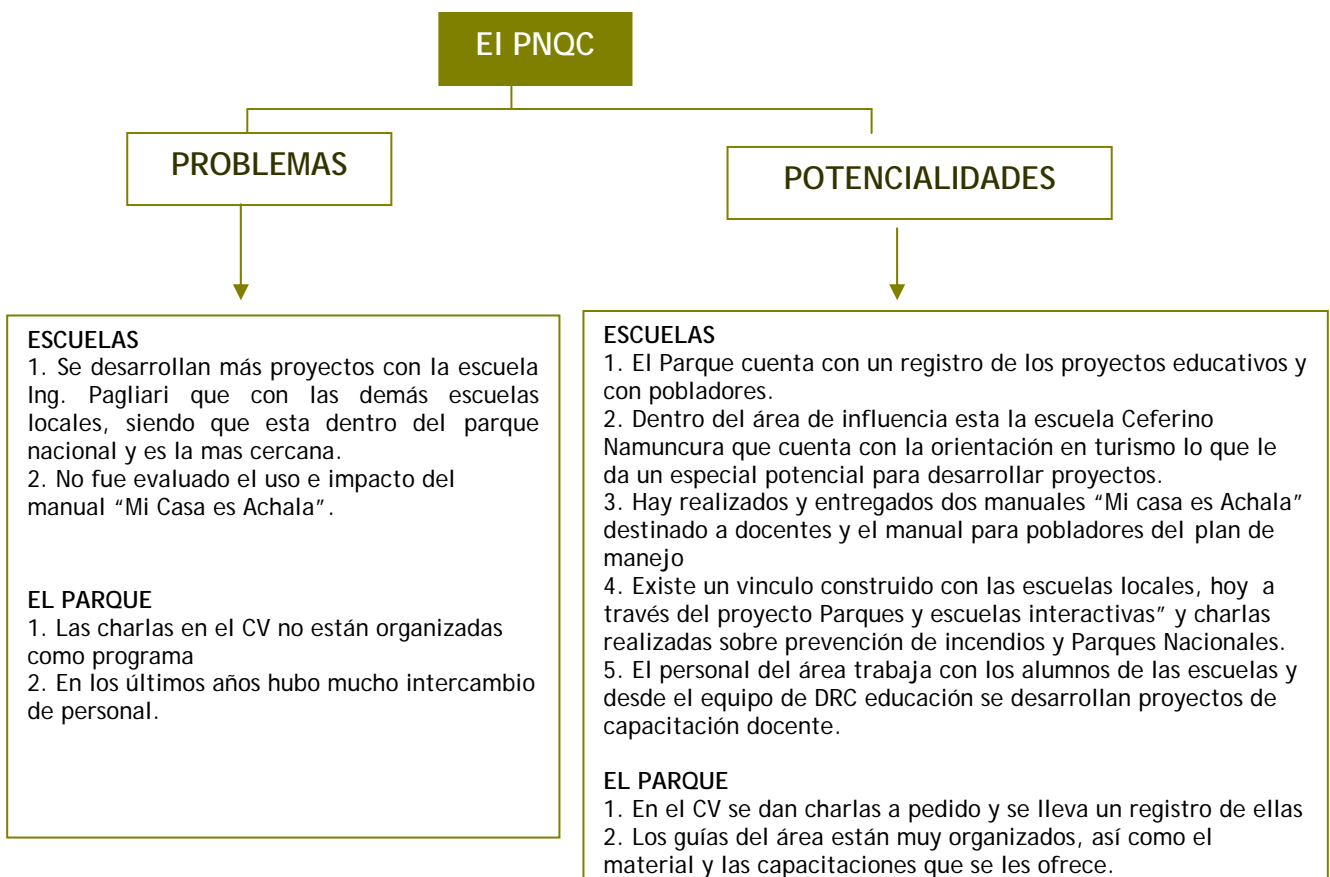 El PNQC
PROBLEMAS
POTENCIALIDADES
ESCUELAS
1. Se desarrollan más proyectos con la escuela
Ing. Pagliari que con las demás escuelas
locales, siendo que esta dentro del parque
nacional y es la mas cercana.
2. No fue evaluado el uso e impacto del
manual “Mi Casa es Achala”.
EL PARQUE
1. Las charlas en el CV no están organizadas
como programa
2. En los últimos años hubo mucho intercambio
de personal.
ESCUELAS
1. El Parque cuenta con un registro de los proyectos educativos y
con pobladores.
2. Dentro del área de influencia esta la escuela Ceferino
Namuncura que cuenta con la orientación en turismo lo que le
da un especial potencial para desarrollar proyectos.
3. Hay realizados y entregados dos manuales “Mi casa es Achala”
destinado a docentes y el manual para pobladores del plan de
manejo
4. Existe un vinculo construido con las escuelas locales, hoy a
través del proyecto Parques y escuelas interactivas” y charlas
realizadas sobre prevención de incendios y Parques Nacionales.
5. El personal del área trabaja con los alumnos de las escuelas y
desde el equipo de DRC educación se desarrollan proyectos de
capacitación docente.
EL PARQUE
1. En el CV se dan charlas a pedido y se lleva un registro de ellas
2. Los guías del área están muy organizados, así como el
material y las capacitaciones que se les ofrece.